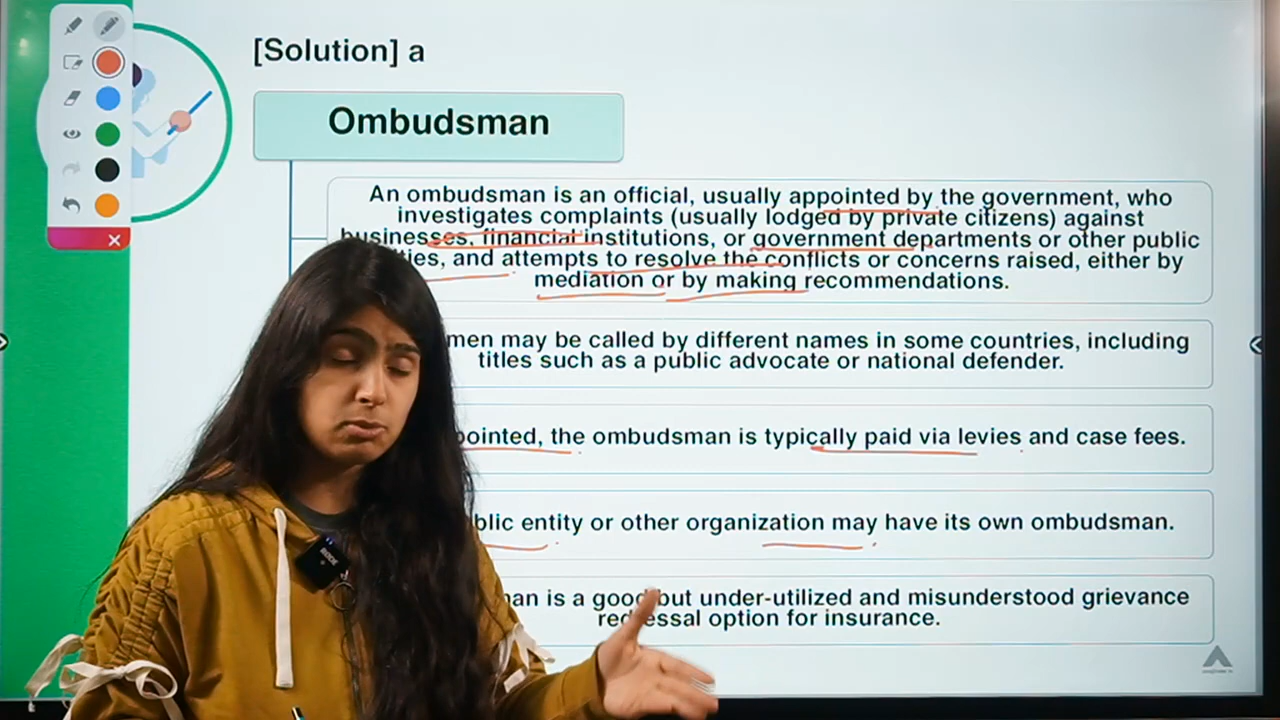 [Solution] a
Ombudsman
An ombudsman is an official, usually appointed by the government, who
investigates complaints (usually lodged by private citizens) against
businesses, financial institutions, or government departments or other public
and attempts to resolve the conflicts or concerns raised, either by
mediation or by making recommendations.
may be called by different names in some countries, including
titles such as a public advocate or national defender.
the ombudsman is typically paid via levies and case fees.
entity or other organization may have its own ombudsman.
is a good but under-utilized and misunderstood grievance
redressal option for insurance.